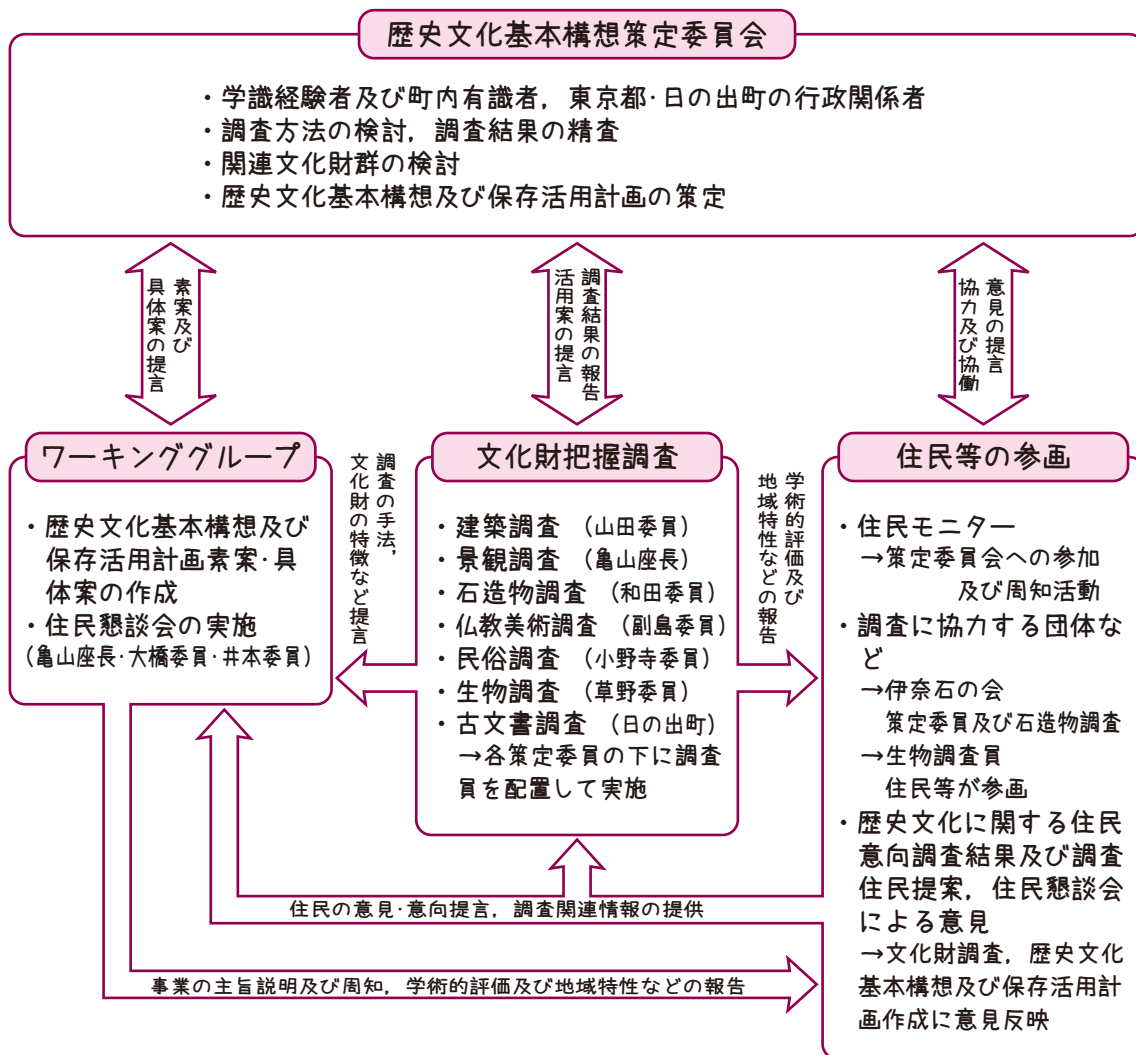 歴史文化基本構想策定委員会
・学識経験者及び町内有識者，東京都・日の出町の行政関係者
・調査方法の検討，調査結果の精査
・関連文化財群の検討
・歴史文化基本構想及び保存活用計画の策定
素案及び
具体案の提言
調査結果の報告
活用案の提言
意見の提言
協力及び協働
ワーキンググループ
・歴史文化基本構想及び
保存活用計画素案・具
体案の作成
・住民懇談会の実施
（亀山座長・大橋委員・井本委員）
調査の手法，
文化財の特徴など提言
文化財把握調査
・建築調査　（山田委員）
・景観調査　（亀山座長）
・石造物調査　（和田委員）
・仏教美術調査　（副島委員）
・民俗調査　（小野寺委員）
・生物調査　（草野委員）
・古文書調査　（日の出町）
→各策定委員の下に調査
員を配置して実施
学術的評価及び
地域特性などの報告
住民等の参画
・住民モニター
→策定委員会への参加
及び周知活動
・調査に協力する団体な
ど
→伊奈石の会
策定委員及び石造物調査
→生物調査員
住民等が参画
・歴史文化に関する住民
意向調査結果及び調査
住民提案，住民懇談会
による意見
→文化財調査，歴史文化
基本構想及び保存活用計
画作成に意見反映
住民の意見・意向提言，調査関連情報の提供
事業の主旨説明及び周知，学術的評価及び地域特性などの報告